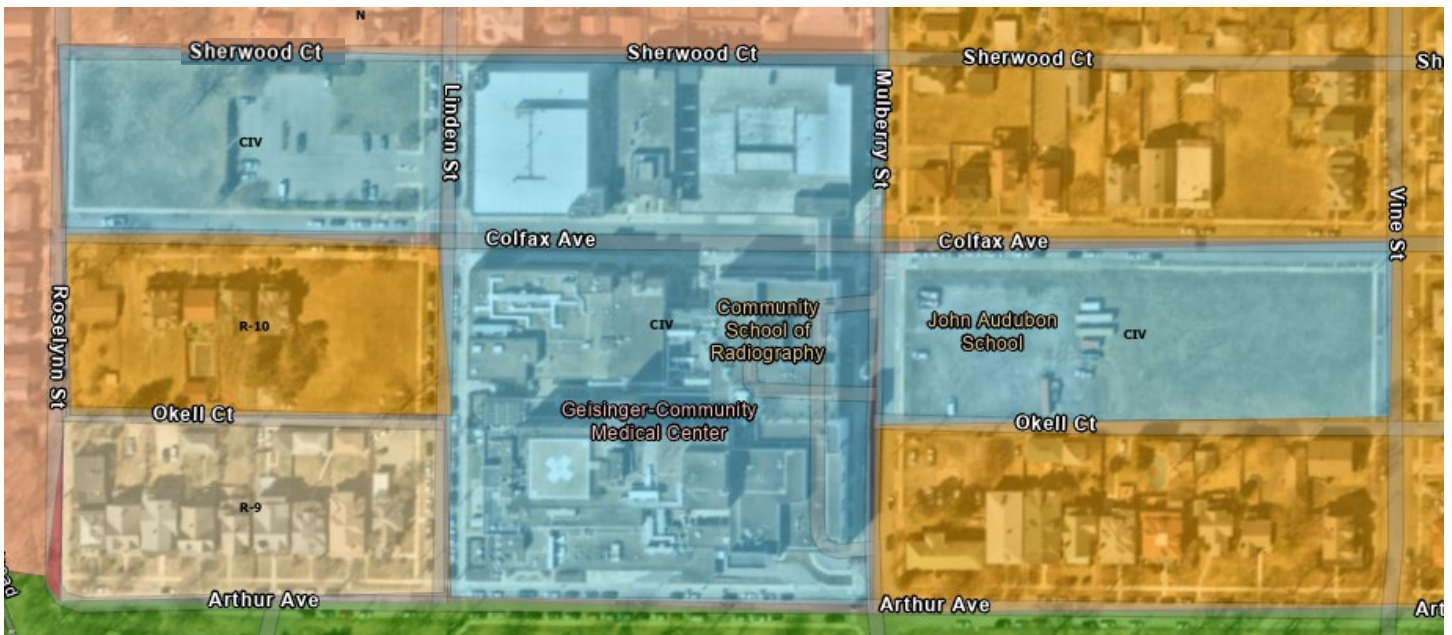 N
Sherwood Ct
Sherwood Ct
Sherwood Ct
Linden St
Mulberry St
CIV
Vine St
Colfax Ave
Colfax Ave
Roselynn St
R-10
CIV
Community
School of
Radiography
John Audubon
School
CIV
Okell Ct
Geisinger-Community
Medical Center
Okell Ct
R-9
Arthur Ave
Arthur Ave